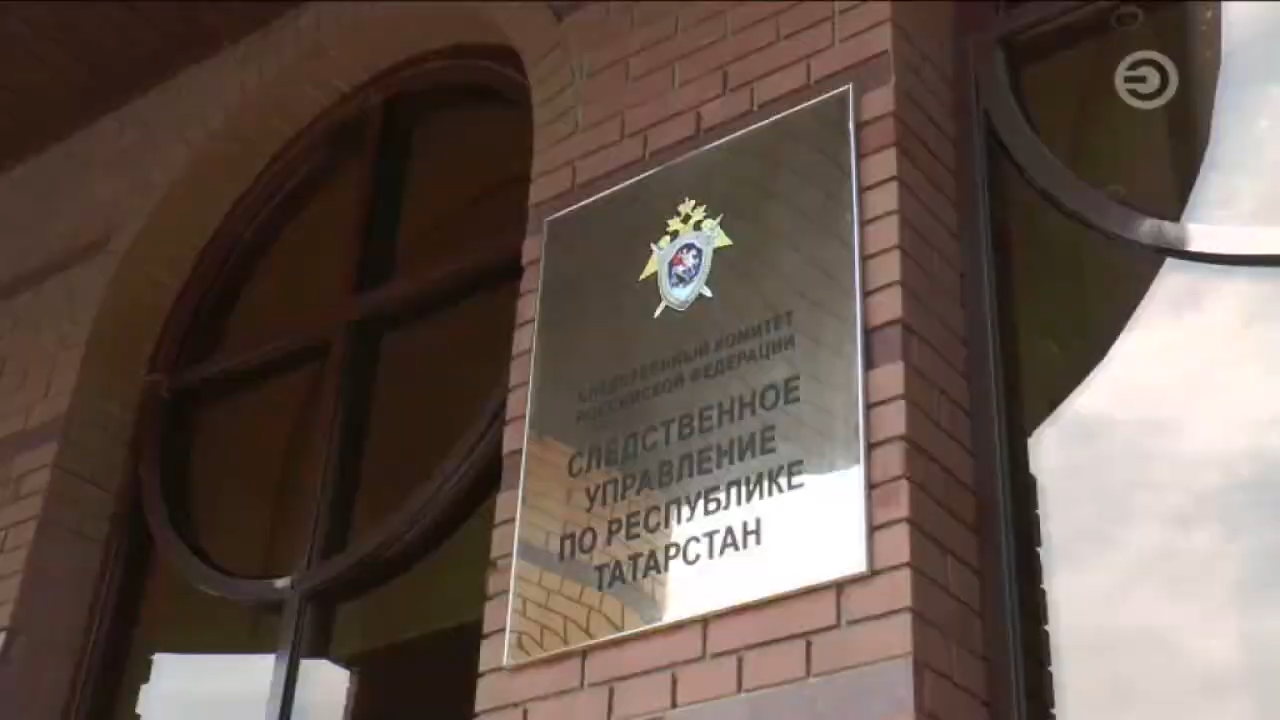 СЛЕДСТВЕННЫЙ КОМИТЕТ
РОССИЙСКОЙ ФЕДЕРАЦИИ
СЛЕДСТВЕННОЕ
УПРАВЛЕНИЕ
ПО РЕСПУБЛИКЕ
ТАТАРСТАН